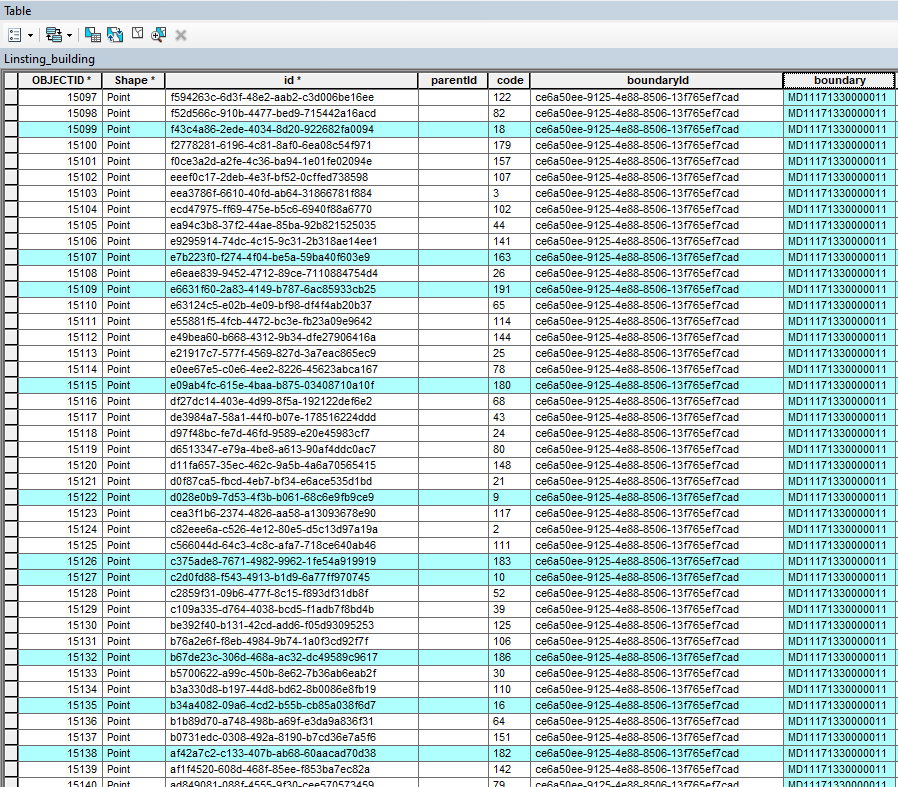 Table
Linsting_building
OBJECTID * Shape * id * parentId code boundaryId boundary
15097 Point f594263c-6d3f-48e2-aab2-c3d006be16ee 122 ce6a50ee-9125-4e88-8506-13f765ef7cad MD11171330000011
15098 Point f52d566c-910b-4477-bed9-715442a16acd 82 ce6a50ee-9125-4e88-8506-13f765ef7cad MD11171330000011
15099 Point f43c4a86-2ede-4034-8d20-922682fa0094 18 ce6a50ee-9125-4e88-8506-13f765ef7cad MD11171330000011
15100 Point f2778281-6196-4c81-8af0-6ea08c54f971 179 ce6a50ee-9125-4e88-8506-13f765ef7cad MD11171330000011
15101 Point f0ce3a2d-a2fe-4c36-ba94-1e01fe02094e 157 ce6a50ee-9125-4e88-8506-13f765ef7cad MD11171330000011
15102 Point eeef0c17-2deb-4e3f-bf52-0cffed738598 107 ce6a50ee-9125-4e88-8506-13f765ef7cad MD11171330000011
15103 Point eea3786f-6610-40fd-ab64-31866781f884 3 ce6a50ee-9125-4e88-8506-13f765ef7cad MD11171330000011
15104 Point ecd47975-ff69-475e-b5c6-6940f88a6770 102 ce6a50ee-9125-4e88-8506-13f765ef7cad MD11171330000011
15105 Point ea94c3b8-37f2-44ae-85ba-92b821525035 44 ce6a50ee-9125-4e88-8506-13f765ef7cad MD11171330000011
15106 Point e9295914-74dc-4c15-9c31-2b318ae14ee1 141 ce6a50ee-9125-4e88-8506-13f765ef7cad MD11171330000011
15107 Point e7b223f0-f274-4f04-be5a-59ba40f603e9 163 ce6a50ee-9125-4e88-8506-13f765ef7cad MD11171330000011
15108 Point e6eae839-9452-4712-89ce-7110884754d4 26 ce6a50ee-9125-4e88-8506-13f765ef7cad MD11171330000011
15109 Point e6631f60-2a83-4149-b787-6ac85933cb25 191 ce6a50ee-9125-4e88-8506-13f765ef7cad MD11171330000011
15110 Point e63124c5-e02b-4e09-bf98-df4f4ab20b37 65 ce6a50ee-9125-4e88-8506-13f765ef7cad MD11171330000011
15111 Point e55881f5-4fcb-4472-bc3e-fb23a09e9642 114 ce6a50ee-9125-4e88-8506-13f765ef7cad MD11171330000011
15112 Point e49bea60-b668-4312-9b34-dfe27906416a 144 ce6a50ee-9125-4e88-8506-13f765ef7cad MD11171330000011
15113 Point e21917c7-577f-4569-827d-3a7eac865ec9 25 ce6a50ee-9125-4e88-8506-13f765ef7cad MD11171330000011
15114 Point e0ee67e5-c0e6-4ee2-8226-45623abca167 78 ce6a50ee-9125-4e88-8506-13f765ef7cad MD11171330000011
15115 Point e09ab4fc-615e-4baa-b875-03408710a10f 180 ce6a50ee-9125-4e88-8506-13f765ef7cad MD11171330000011
15116 Point df27dc14-403e-4d99-8f5a-192122def6e2 68 ce6a50ee-9125-4e88-8506-13f765ef7cad MD11171330000011
15117 Point de3984a7-58a1-44f0-b07e-178516224ddd 43 ce6a50ee-9125-4e88-8506-13f765ef7cad MD11171330000011
15118 Point d97f48bc-fe7d-46fd-9589-e20e45983cf7 24 ce6a50ee-9125-4e88-8506-13f765ef7cad MD11171330000011
15119 Point d6513347-e79a-4be8-a613-90af4ddc0ac7 80 ce6a50ee-9125-4e88-8506-13f765ef7cad MD11171330000011
15120 Point d11fa657-35ec-462c-9a5b-4a6a70565415 148 ce6a50ee-9125-4e88-8506-13f765ef7cad MD11171330000011
15121 Point d0f87ca5-fbcd-4eb7-bf34-e6ace535d1bd 21 ce6a50ee-9125-4e88-8506-13f765ef7cad MD11171330000011
15122 Point d028e0b9-7d53-4f3b-b061-68c6e9fb9ce9 9 ce6a50ee-9125-4e88-8506-13f765ef7cad MD11171330000011
15123 Point cea3f1b6-2374-4826-aa58-a13093678e90 117 ce6a50ee-9125-4e88-8506-13f765ef7cad MD11171330000011
15124 Point c82eee6a-c526-4e12-80e5-d5c13d97a19a 2 ce6a50ee-9125-4e88-8506-13f765ef7cad MD11171330000011
15125 Point c566044d-64c3-4c8c-afa7-718ce640ab46 111 ce6a50ee-9125-4e88-8506-13f765ef7cad MD11171330000011
15126 Point c375ade8-7671-4982-9962-1fe54a919919 183 ce6a50ee-9125-4e88-8506-13f765ef7cad MD11171330000011
15127 Point c2d0fd88-f543-4913-b1d9-6a77ff970745 10 ce6a50ee-9125-4e88-8506-13f765ef7cad MD11171330000011
15128 Point c2859f31-09b6-477f-8c15-f893df31db8f 52 ce6a50ee-9125-4e88-8506-13f765ef7cad MD11171330000011
15129 Point c109a335-d764-4038-bcd5-f1adb7f8bd4b 39 ce6a50ee-9125-4e88-8506-13f765ef7cad MD11171330000011
15130 Point be392f40-b131-42cd-add6-f05d93095253 125 ce6a50ee-9125-4e88-8506-13f765ef7cad MD11171330000011
15131 Point b76a2e6f-f8eb-4984-9b74-1a0f3cd92f7f 106 ce6a50ee-9125-4e88-8506-13f765ef7cad MD11171330000011
15132 Point b67de23c-306d-468a-ac32-dc49589c9617 186 ce6a50ee-9125-4e88-8506-13f765ef7cad MD11171330000011
15133 Point b5700622-a99c-450b-8e62-7b36ab6eab2f 30 ce6a50ee-9125-4e88-8506-13f765ef7cad MD11171330000011
15134 Point b3a330d8-b197-44d8-bd62-8b0086e8fb19 110 ce6a50ee-9125-4e88-8506-13f765ef7cad MD11171330000011
15135 Point b34a4082-09a6-4cd2-b55b-cb85a038f6d7 16 ce6a50ee-9125-4e88-8506-13f765ef7cad MD11171330000011
15136 Point b1b89d70-a748-498b-a69f-e3da9a836f31 64 ce6a50ee-9125-4e88-8506-13f765ef7cad MD11171330000011
15137 Point b0731edc-0308-492a-8190-b7cd36e7a5f6 151 ce6a50ee-9125-4e88-8506-13f765ef7cad MD11171330000011
15138 Point af42a7c2-c133-407b-ab68-60aacad70d38 182 ce6a50ee-9125-4e88-8506-13f765ef7cad MD11171330000011
15139 Point af1f4520-608d-468f-85ee-f853ba7ec82a 142 ce6a50ee-9125-4e88-8506-13f765ef7cad MD11171330000011
15140 Point ad849081-088f-4555-9f30-cee570573459 79 ce6a50ee-9125-4e88-8506-13f765ef7cad MD11171330000011